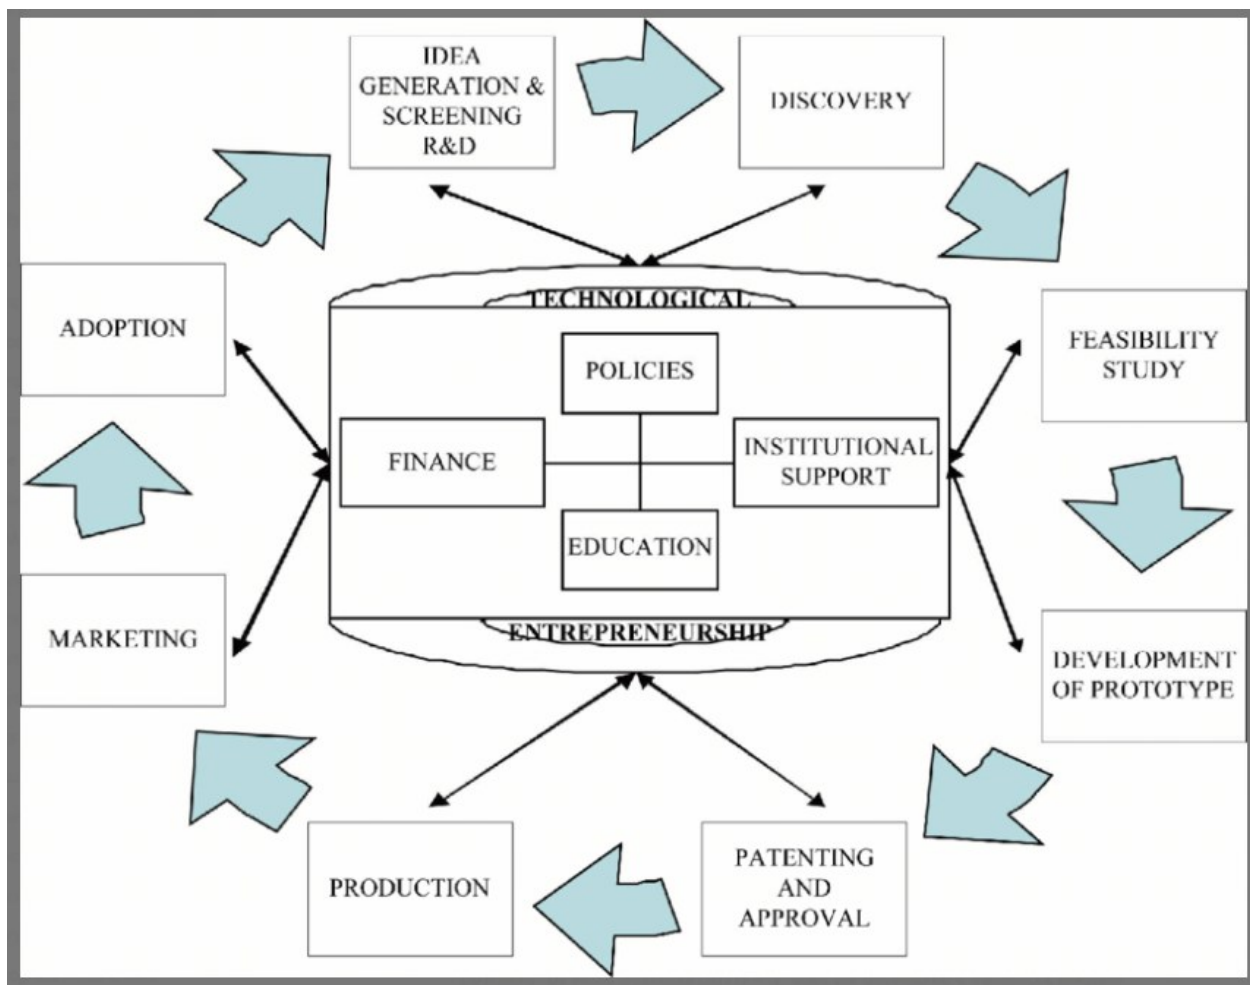 IDEA
GENERATION &
SCREENING
R&D
DISCOVERY
ADOPTION
TECHNOLOGICAL
FEASIBILITY
STUDY
POLICIES
FINANCE
INSTITUTIONAL
SUPPORT
EDUCATION
MARKETING
ENTREPRENEURSHIP
DEVELOPMENT
OF PROTOTYPE
PRODUCTION
PATENTING
AND
APPROVAL